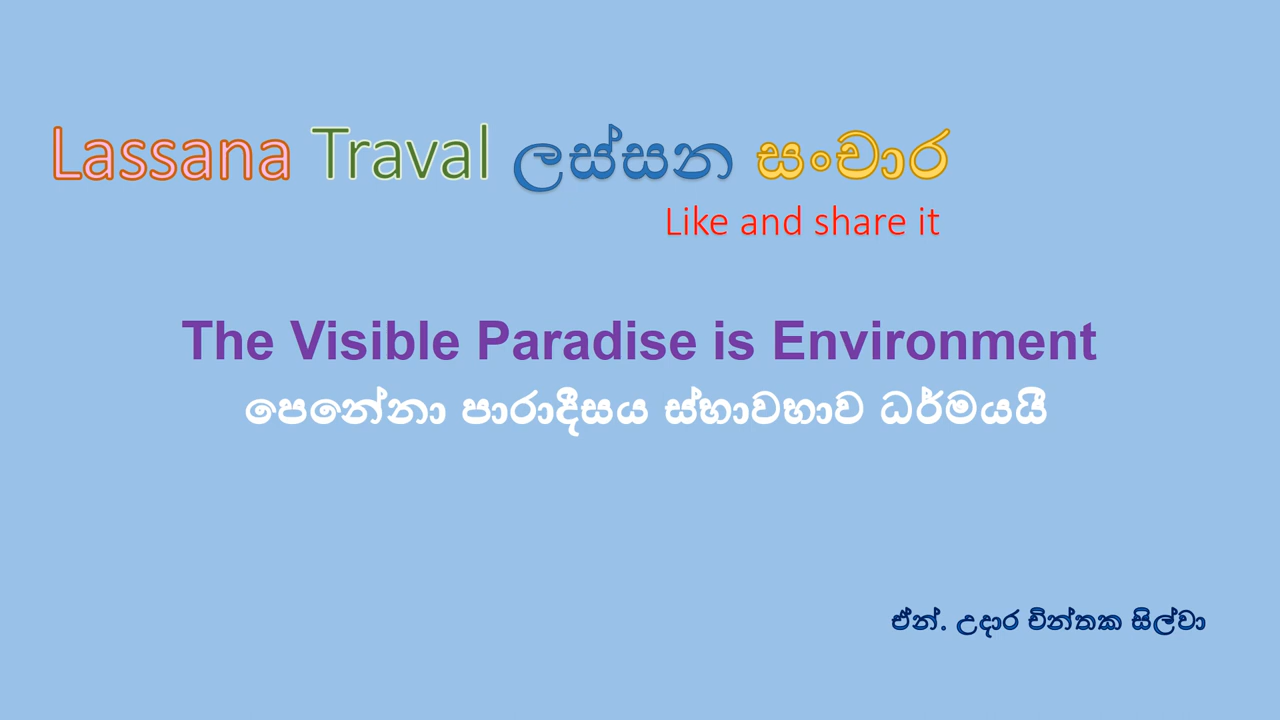 Lassana Traval ලස්සන සංචාර
Like and share it
The Visible Paradise is Environment
පෙනේනා පාරාදීසය ස්භාවභාව ධර්මයයී
ඒන්. උදාර චින්තක සිල්වා